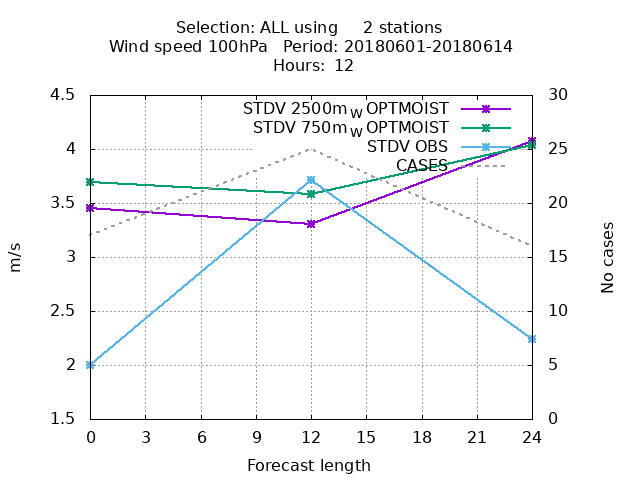 Selection: ALL using 2 stations
Wind speed 100hPa Period: 20180601-20180614
Hours: 12
STDV 2500m_W OPTMOIST
STDV 750m_W OPTMOIST
STDV OBS
CASES
4.5
4
3.5
3
2.5
2
1.5
m/s
30
25
20
15
10
5
0
No cases
0 3 6 9 12 15 18 21 24
Forecast length